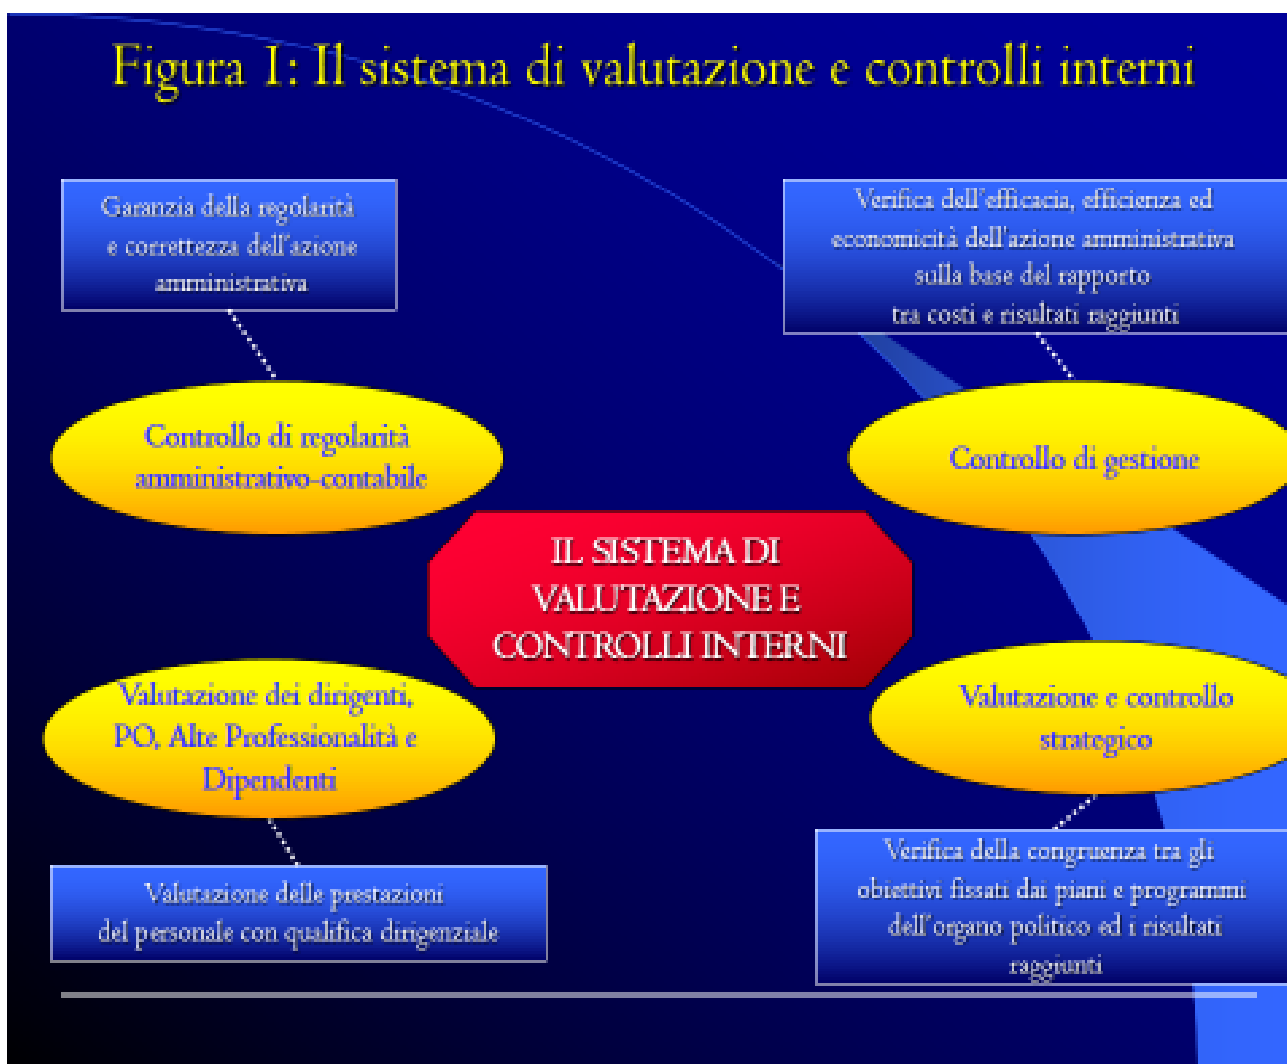 Figura 1: Il sistema di valutazione e controlli interni
Garanzia della regolarità
e correttezza dell'azione
amministrativa
Verifica dell'efficacia, efficienza ed
economicità dell'azione amministrativa
sulla base del rapporto
tra costi e risultati raggiunti
Controllo di regolarità
amministrativo-contabile
Controllo di gestione
IL SISTEMA DI
VALUTAZIONE E
CONTROLLI INTERNI
Valutazione dei dirigenti,
PO, Alte Professionalità e
Dipendenti
Valutazione e controllo
strategico
Valutazione delle prestazioni
del personale con qualifica dirigenziale
Verifica della congruenza tra gli
obiettivi fissati dai piani e programmi
dell'organo politico ed i risultati
raggiunti